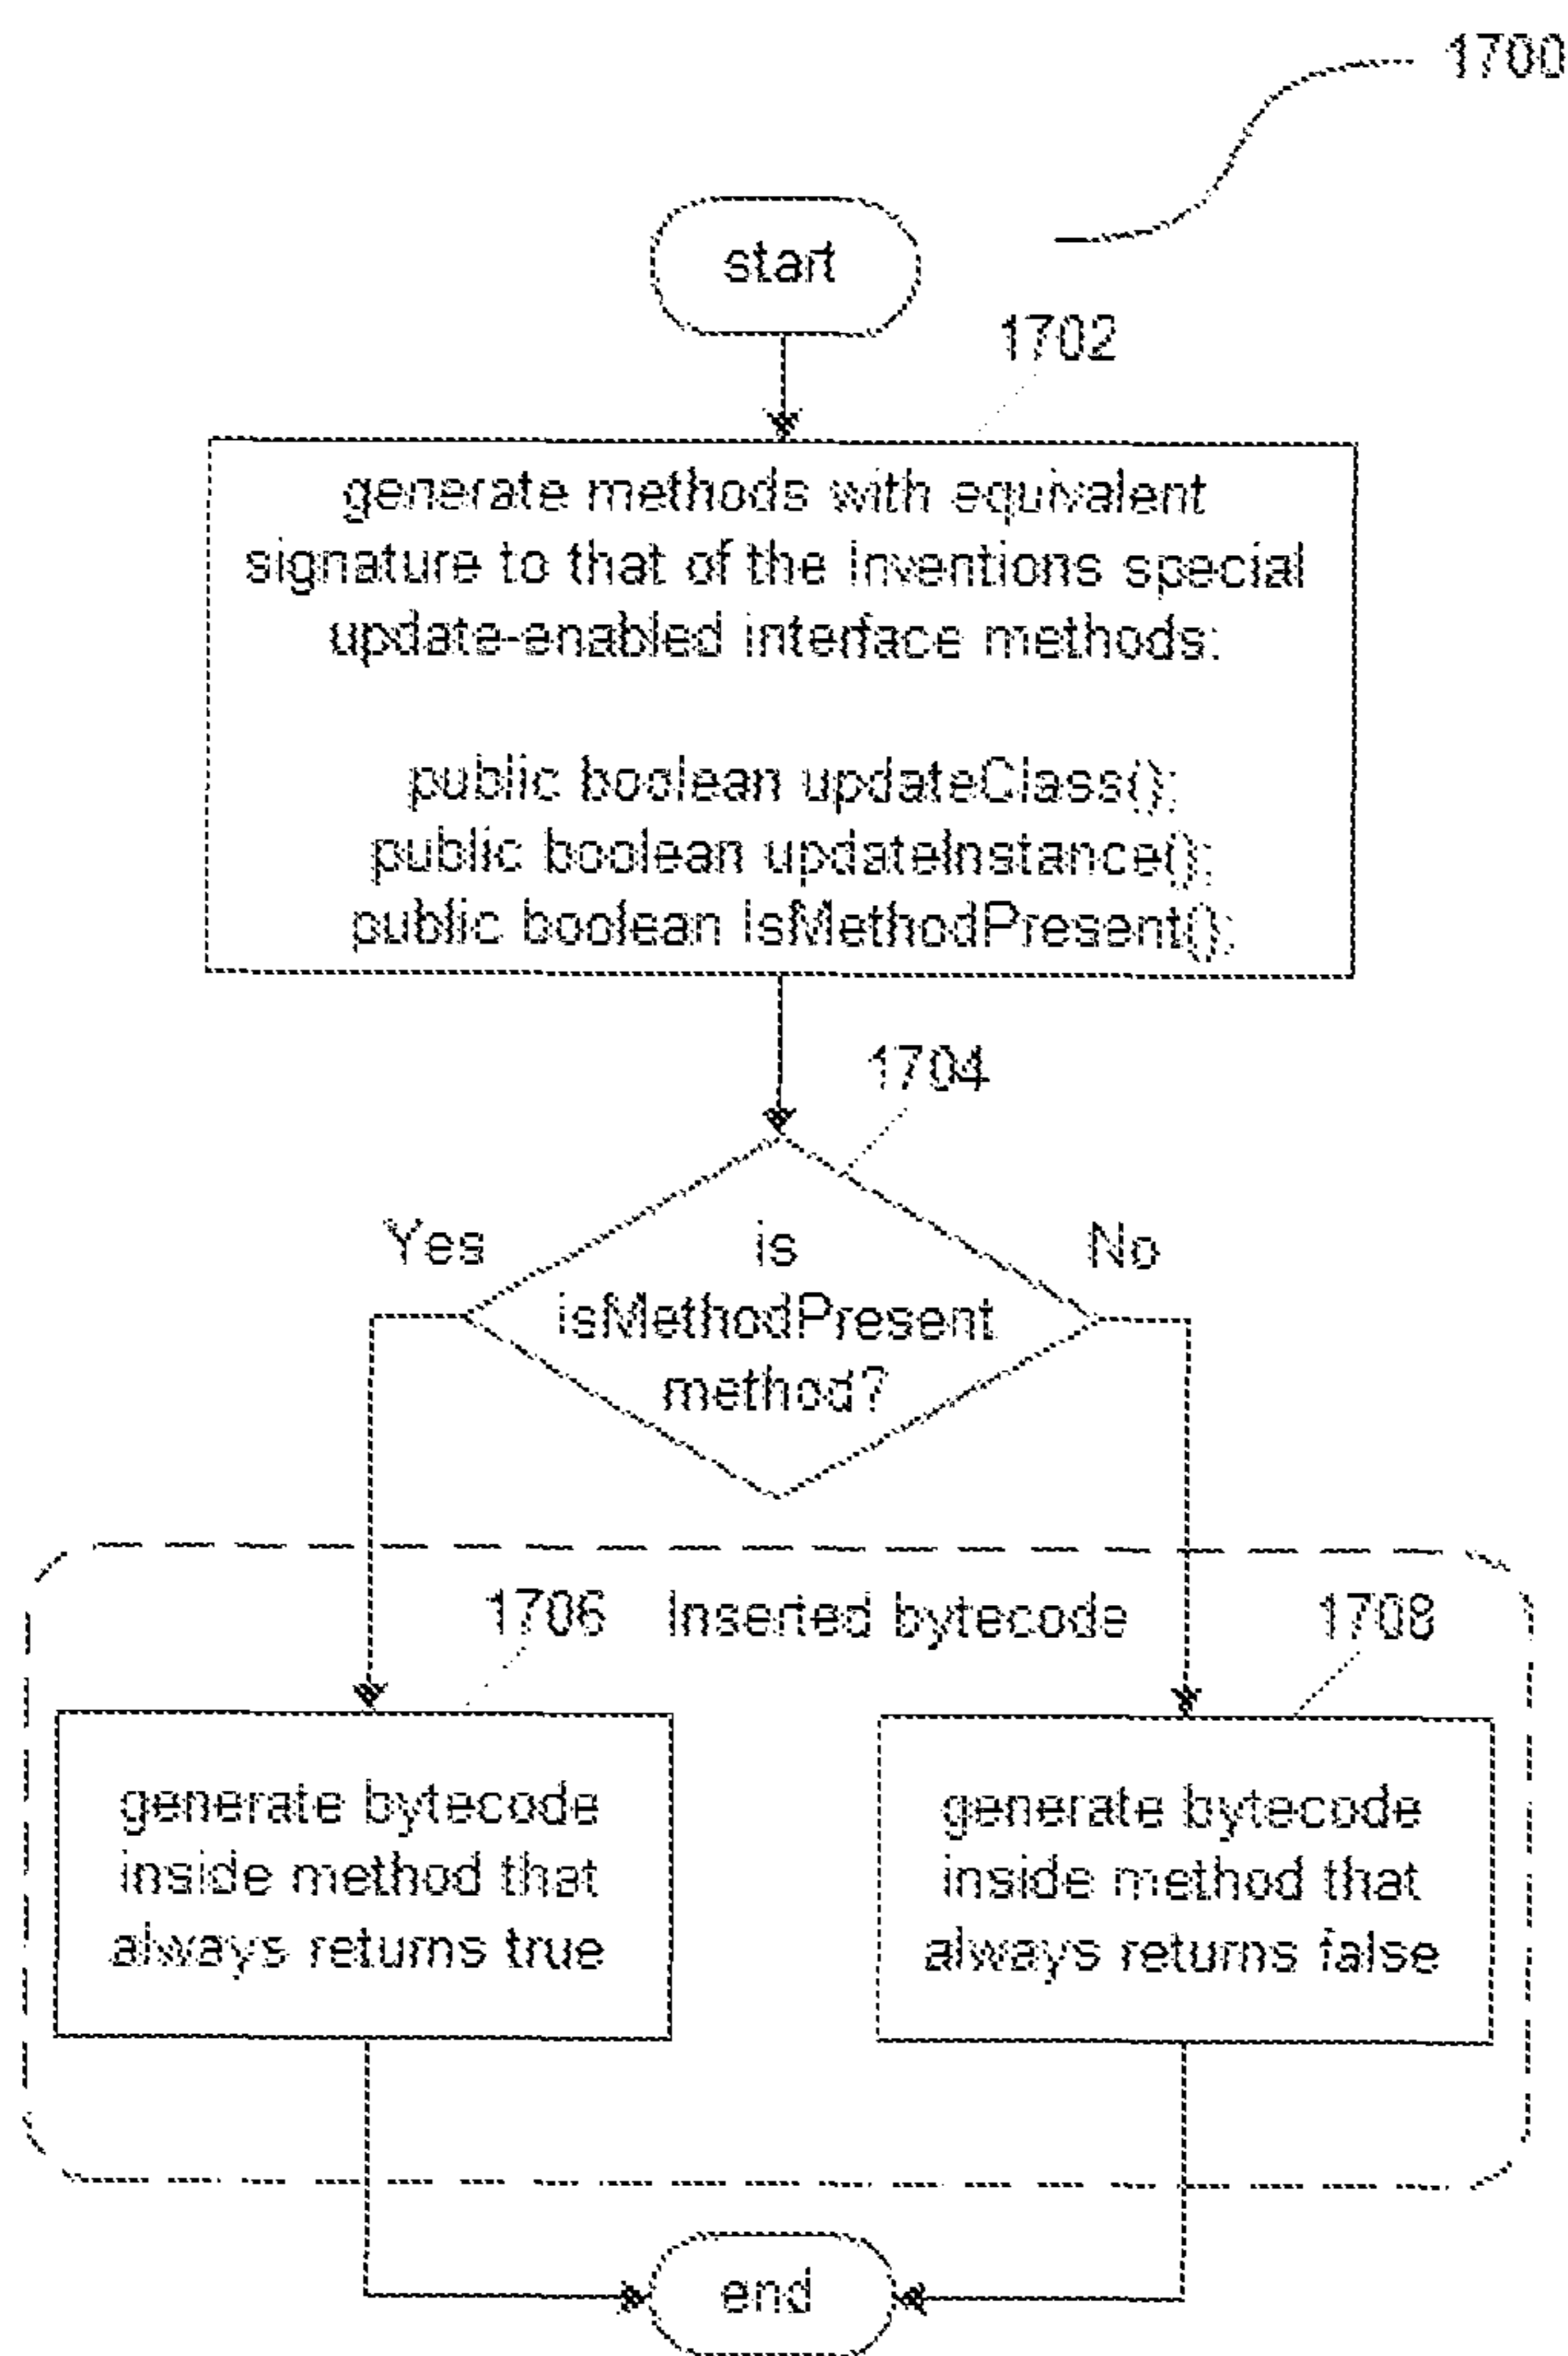 1700
start
1702
generate methods with equivalent
signature to that of the inventions special
update-enabled interface methods:
public boolean updateClass();
public boolean updateInstance();
public boolean isMethodPresent();
1704
Yes
is
No
isMethodPresent
method?
1706
Inserted bytecode
1708
generate bytecode
inside method that
always returns true
generate bytecode
inside method that
always returns false
end